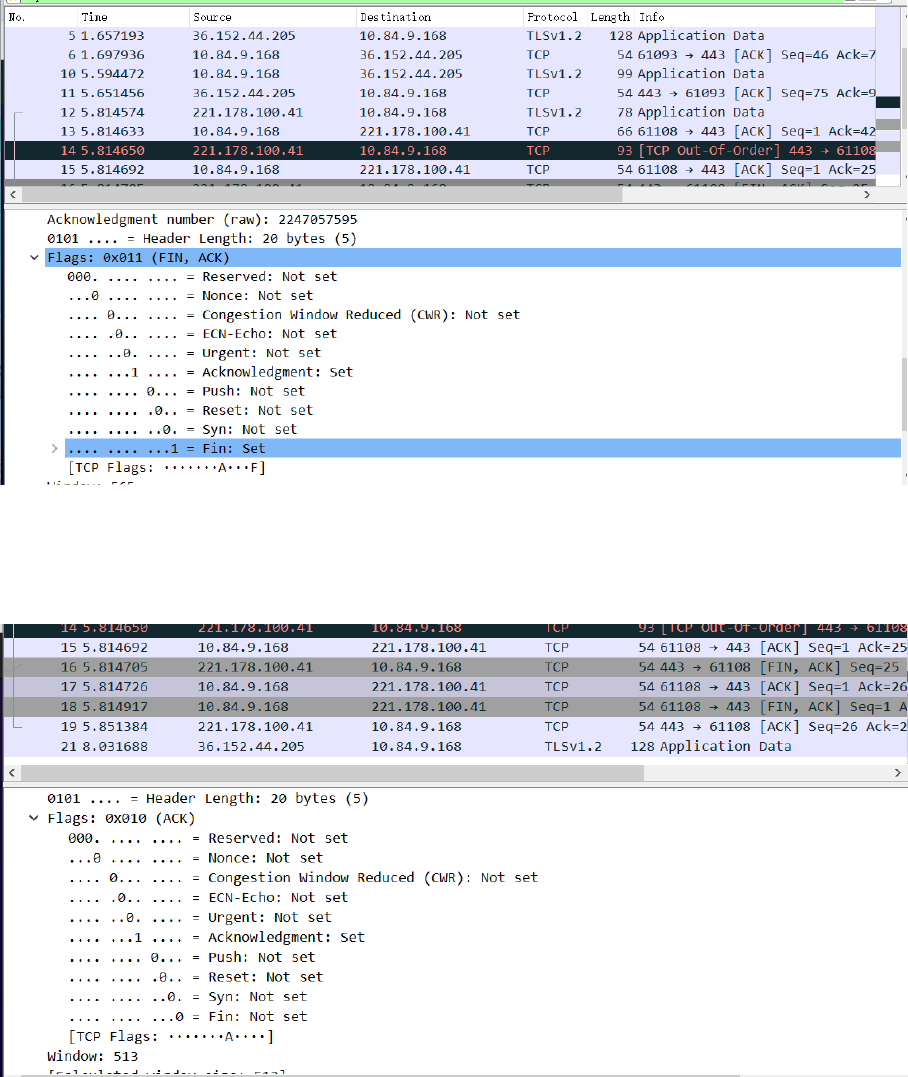 No. Time Source Destination Protocol Length Info
5 1.657193 36.152.44.205 10.84.9.168 TLSv1.2 128 Application Data
6 1.697936 10.84.9.168 36.152.44.205 TCP 54 61093 → 443 [ACK] Seq=46 Ack=7
10 5.594472 10.84.9.168 36.152.44.205 TLSv1.2 99 Application Data
11 5.651456 36.152.44.205 10.84.9.168 TCP 54 443 → 61093 [ACK] Seq=75 Ack=9
12 5.814574 221.178.100.41 10.84.9.168 TLSv1.2 78 Application Data
13 5.814633 10.84.9.168 221.178.100.41 TCP 66 61108 → 443 [ACK] Seq=1 Ack=42
14 5.814650 221.178.100.41 10.84.9.168 TCP 93 [TCP Out-Of-Order] 443 → 61108
15 5.814692 10.84.9.168 221.178.100.41 TCP 54 61108 → 443 [ACK] Seq=1 Ack=25
Acknowledgment number (raw): 2247057595
0101 .... = Header Length: 20 bytes (5)
Flags: 0x011 (FIN, ACK)
000. .... .... = Reserved: Not set
...0 .... .... = Nonce: Not set
.... 0... .... = Congestion Window Reduced (CWR): Not set
.... .0.. .... = ECN-Echo: Not set
.... ..0. .... = Urgent: Not set
.... ...1 .... = Acknowledgment: Set
.... .... 0... = Push: Not set
.... .... .0.. = Reset: Not set
.... .... ..0. = Syn: Not set
.... .... ...1 = Fin: Set
[TCP Flags: ·······A···F]
14 5.814650 221.178.100.41 10.84.9.168 TCP 93 [TCP Out-Of-Order] 443 → 61108
15 5.814692 10.84.9.168 221.178.100.41 TCP 54 61108 → 443 [ACK] Seq=1 Ack=25
16 5.814705 221.178.100.41 10.84.9.168 TCP 54 443 → 61108 [FIN, ACK] Seq=25
17 5.814726 10.84.9.168 221.178.100.41 TCP 54 61108 → 443 [ACK] Seq=1 Ack=26
18 5.814917 10.84.9.168 221.178.100.41 TCP 54 61108 → 443 [FIN, ACK] Seq=1 A
19 5.851384 221.178.100.41 10.84.9.168 TCP 54 443 → 61108 [ACK] Seq=26 Ack=2
21 8.031688 36.152.44.205 10.84.9.168 TLSv1.2 128 Application Data
0101 .... = Header Length: 20 bytes (5)
Flags: 0x010 (ACK)
000. .... .... = Reserved: Not set
...0 .... .... = Nonce: Not set
.... 0... .... = Congestion Window Reduced (CWR): Not set
.... .0.. .... = ECN-Echo: Not set
.... ..0. .... = Urgent: Not set
.... ...1 .... = Acknowledgment: Set
.... .... 0... = Push: Not set
.... .... .0.. = Reset: Not set
.... .... ..0. = Syn: Not set
.... .... ...0 = Fin: Not set
[TCP Flags: ·······A····]
Window: 513